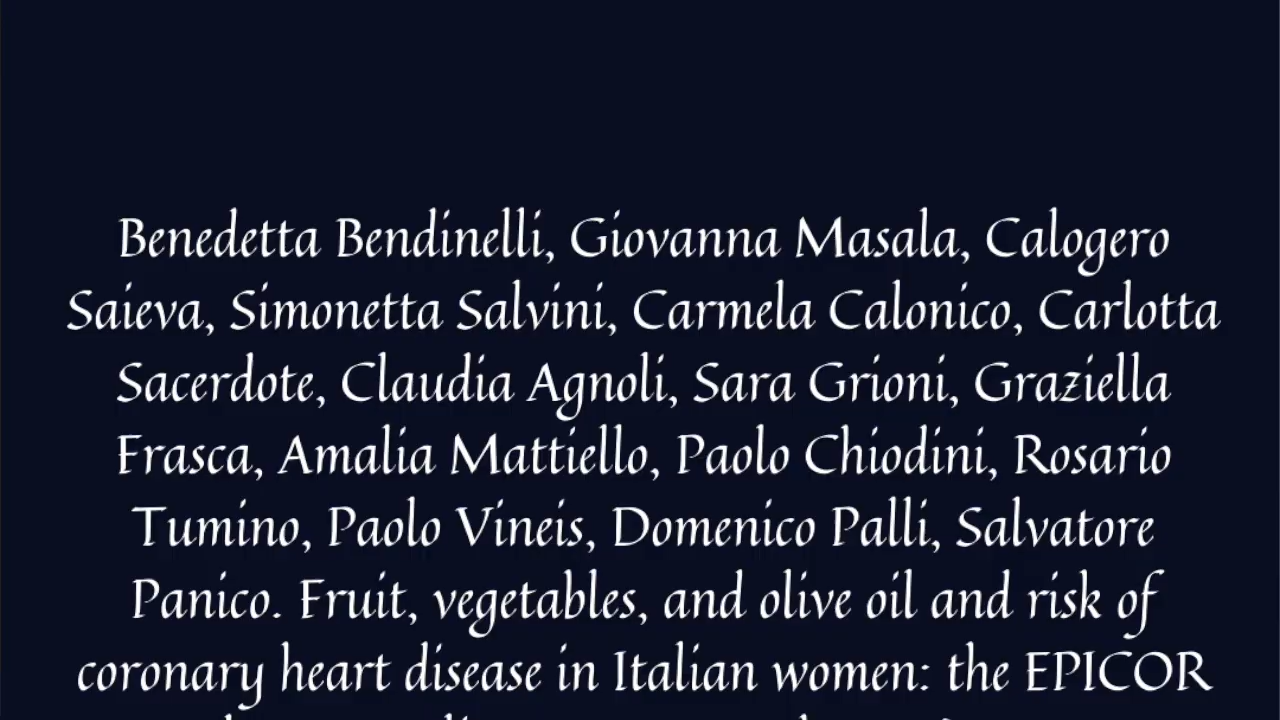 Benedetta Bendinelli, Giovanna Masala, Calogero
Saieva, Simonetta Salvini, Carmela Calonico, Carlotta
Sacerdote, Claudia Agnoli, Sara Grioni, Graziella
Frasca, Amalia Mattiello, Paolo Chiodini, Rosario
Tumino, Paolo Vineis, Domenico Palli, Salvatore
Panico. Fruit, vegetables, and olive oil and risk of
coronary heart disease in Italian women: the EPICOR